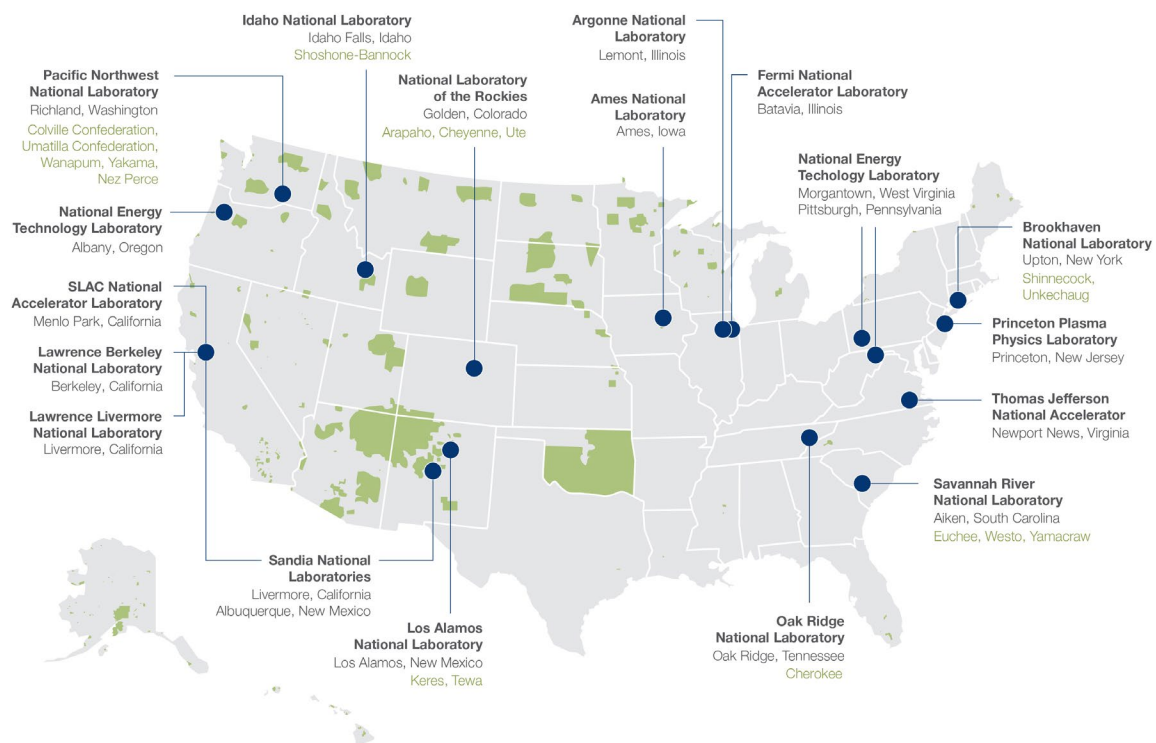 Idaho National Laboratory
Idaho Falls, Idaho
Shoshone-Bannock
Argonne National
Laboratory
Lemont, Illinois
Pacific Northwest
National Laboratory
Richland, Washington
Colville Confederation,
Umatilla Confederation,
Wanapum, Yakama,
Nez Perce
National Laboratory
of the Rockies
Golden, Colorado
Arapaho, Cheyenne, Ute
Ames National
Laboratory
Ames, Iowa
Fermi National
Accelerator Laboratory
Batavia, Illinois
National Energy
Techology Laboratory
Morgantown, West Virginia
Pittsburgh, Pennsylvania
National Energy
Technology Laboratory
Albany, Oregon
Brookhaven
National Laboratory
Upton, New York
Shinnecock,
Unkechaug
SLAC National
Accelerator Laboratory
Menlo Park, California
Princeton Plasma
Physics Laboratory
Princeton, New Jersey
Lawrence Berkeley
National Laboratory
Berkeley, California
Thomas Jefferson
National Accelerator
Newport News, Virginia
Lawrence Livermore
National Laboratory
Livermore, California
Savannah River
National Laboratory
Aiken, South Carolina
Euchee, Westo, Yamacraw
Sandia National
Laboratories
Livermore, California
Albuquerque, New Mexico
Los Alamos
National Laboratory
Los Alamos, New Mexico
Keres, Tewa
Oak Ridge
National Laboratory
Oak Ridge, Tennessee
Cherokee